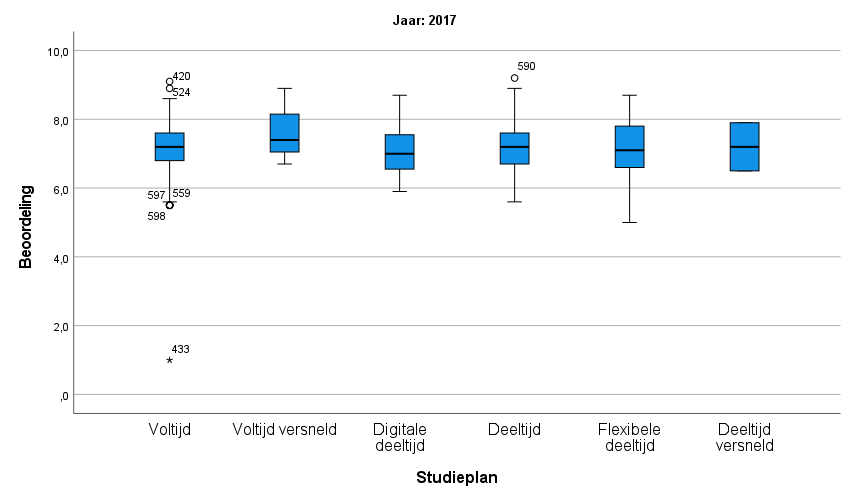 Jaar: 2017
10,0
8,0
6,0
4,0
2,0
,0
Beoordeling
420
524
597
559
598
433
590
Voltijd
Voltijd versneld
Digitale
deeltijd
Deeltijd
Flexibele
deeltijd
Deeltijd
versneld
Studieplan